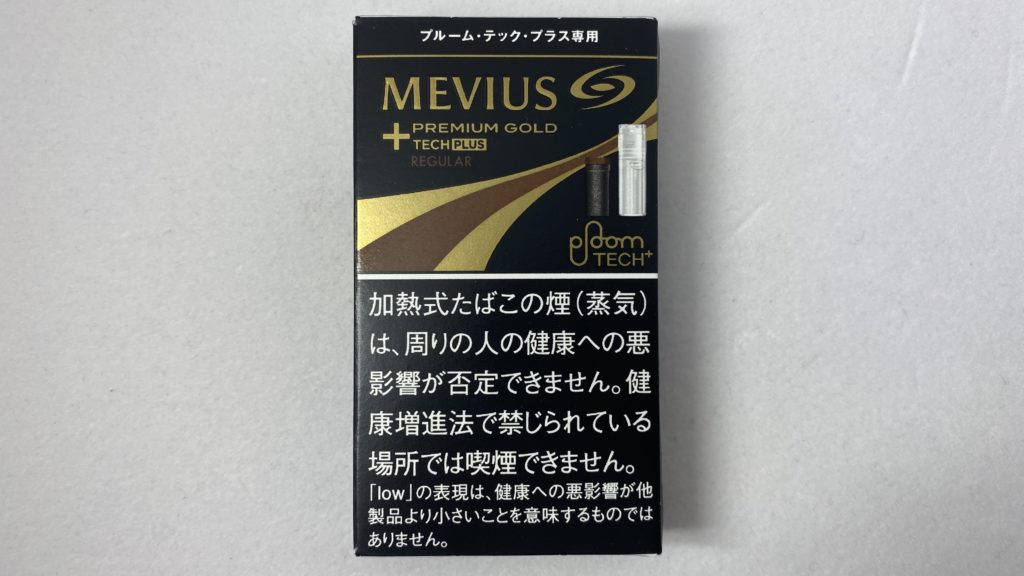 プルーム・テック・プラス専用
MEVIUS
+ PREMIUM GOLD
TECH PLUS
REGULAR
ploom
TECH+
加熱式たばこの煙(蒸気)
は、周りの人の健康への悪
影響が否定できません。健
康増進法で禁じられている
場所では喫煙できません。
「low」の表現は、健康への悪影響が他
製品より小さいことを意味するものでは
ありません。